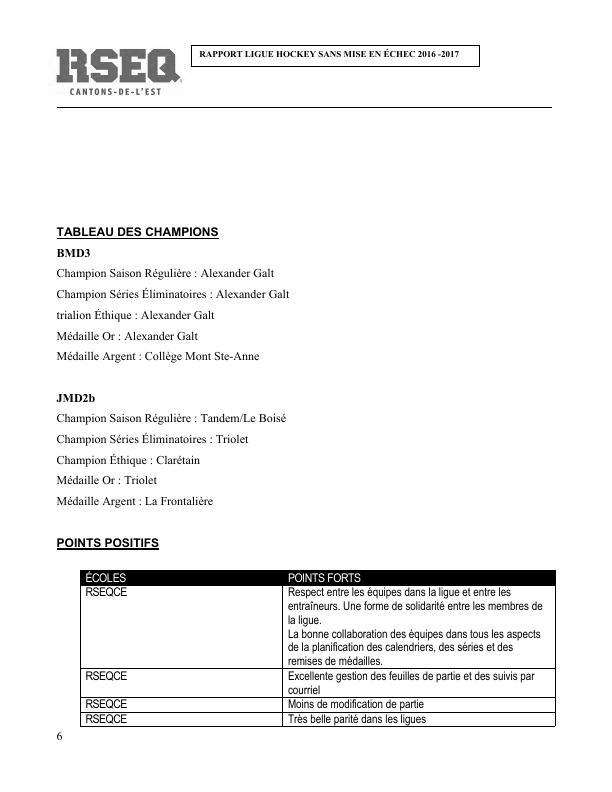 RSEQ
CANTONS-DE-L'EST
RAPPORT LIGUE HOCKEY SANS MISE EN ÉCHEC 2016 -2017
TABLEAU DES CHAMPIONS
BMD3
Champion Saison Régulière : Alexander Galt
Champion Séries Éliminatoires : Alexander Galt
trialion Éthique : Alexander Galt
Médaille Or : Alexander Galt
Médaille Argent : Collège Mont Ste-Anne
JMD2b
Champion Saison Régulière : Tandem/Le Boisé
Champion Séries Éliminatoires : Triolet
Champion Éthique : Clarétain
Médaille Or : Triolet
Médaille Argent : La Frontalière
POINTS POSITIFS
ÉCOLES POINTS FORTS
RSEQCE Respect entre les équipes dans la ligue et entre les
entraîneurs. Une forme de solidarité entre les membres de
la ligue.
La bonne collaboration des équipes dans tous les aspects
de la planification des calendriers, des séries et des
remises de médailles.
RSEQCE Excellente gestion des feuilles de partie et des suivis par
courriel
RSEQCE Moins de modification de partie
RSEQCE Très belle parité dans les ligues
6